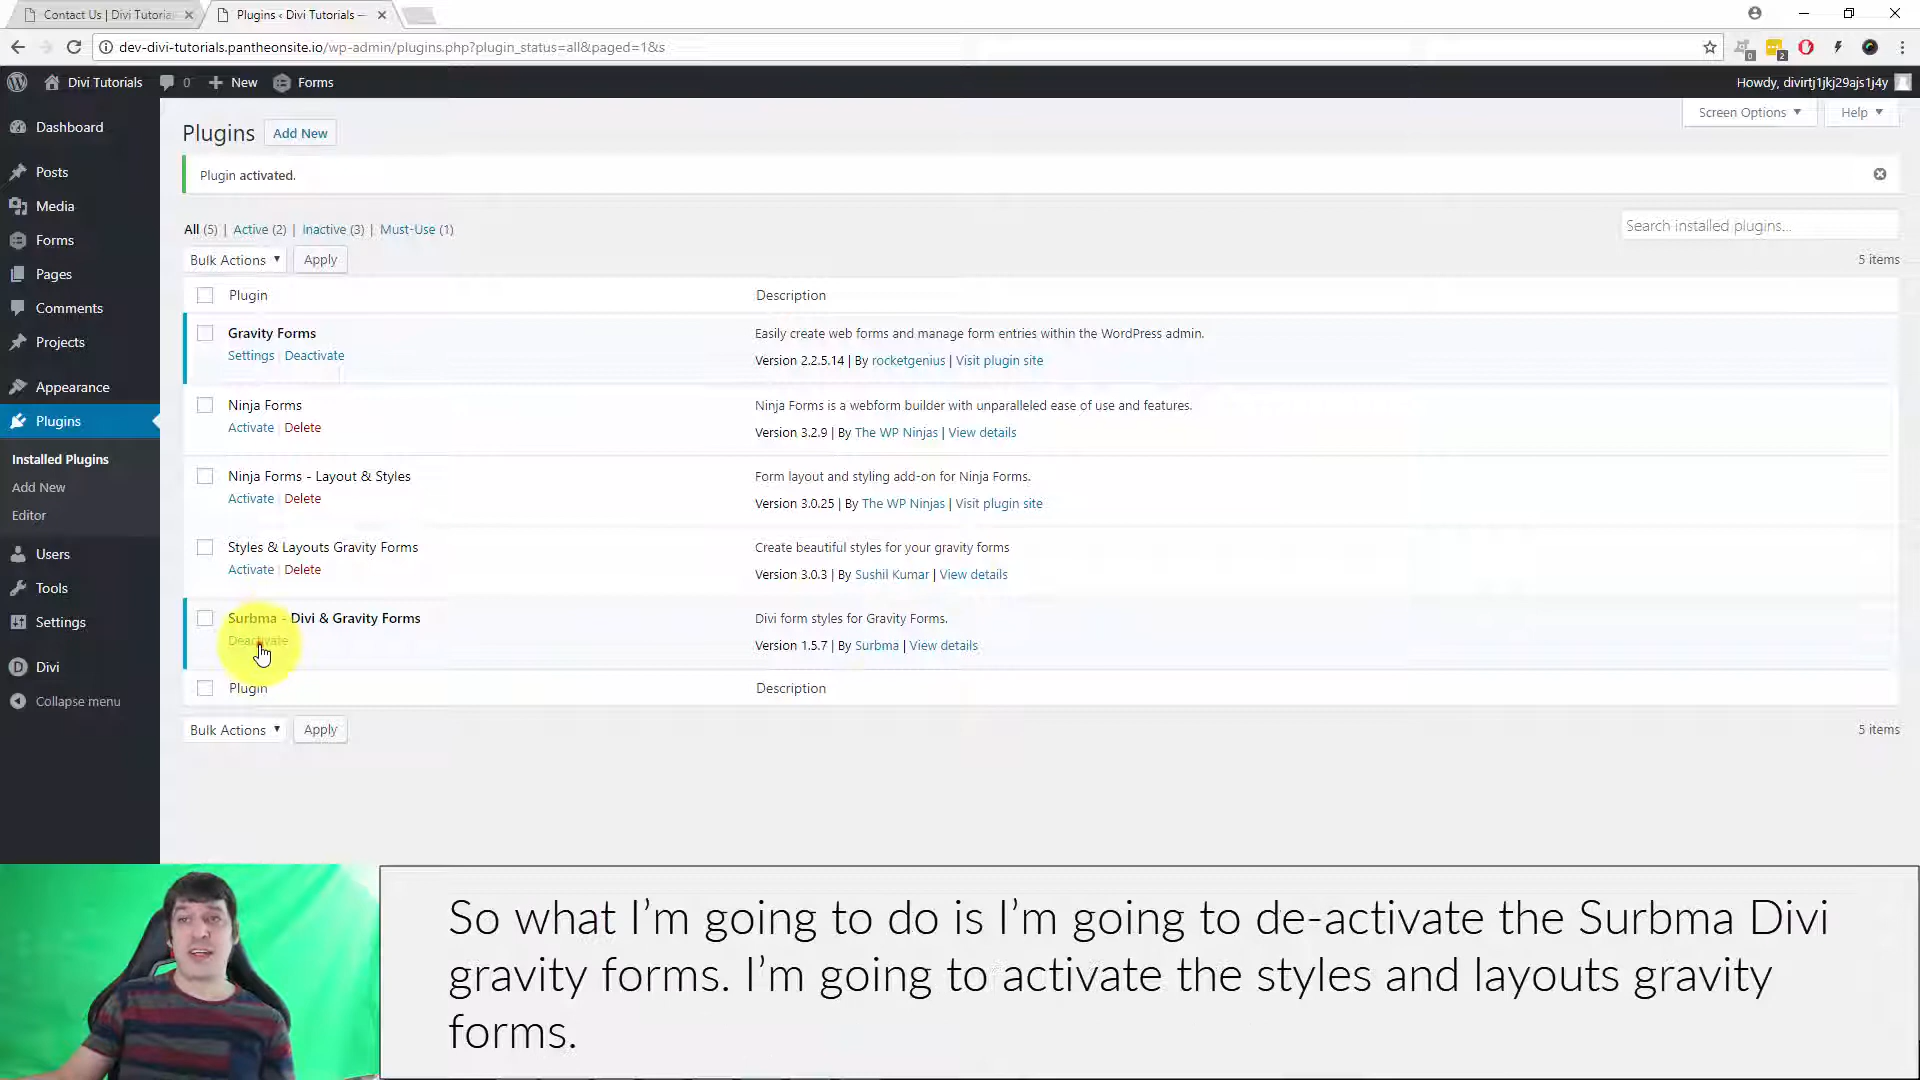 Contact Us | Divi Tutoria
Plugins ‹ Divi Tutorials —
dev-divi-tutorials.pantheonsite.io/wp-admin/plugins.php?plugin_status=all&paged=1&s
0
2
Divi Tutorials
0
New
Forms
Howdy, divirtj1jkj29ajs1j4y
Dashboard
Posts
Media
Forms
Pages
Comments
Projects
Appearance
Plugins
Installed Plugins
Add New
Editor
Users
Tools
Settings
Divi
Collapse menu
Screen Options
Help
Plugins
Add New
Plugin activated.
All (5) | Active (2) | Inactive (3) | Must-Use (1)
Search installed plugins...
Bulk Actions
Apply
5 items
Plugin
Description
Gravity Forms
Settings | Deactivate
Easily create web forms and manage form entries within the WordPress admin.
Version 2.2.5.14 | By rocketgenius | Visit plugin site
Ninja Forms
Activate | Delete
Ninja Forms is a webform builder with unparalleled ease of use and features.
Version 3.2.9 | By The WP Ninjas | View details
Ninja Forms - Layout & Styles
Activate | Delete
Form layout and styling add-on for Ninja Forms.
Version 3.0.25 | By The WP Ninjas | Visit plugin site
Styles & Layouts Gravity Forms
Activate | Delete
Create beautiful styles for your gravity forms
Version 3.0.3 | By Sushil Kumar | View details
Surbma - Divi & Gravity Forms
Deactivate
Divi form styles for Gravity Forms.
Version 1.5.7 | By Surbma | View details
Plugin
Description
Bulk Actions
Apply
5 items
So what I’m going to do is I’m going to de-activate the Surbma Divi
gravity forms. I’m going to activate the styles and layouts gravity
forms.